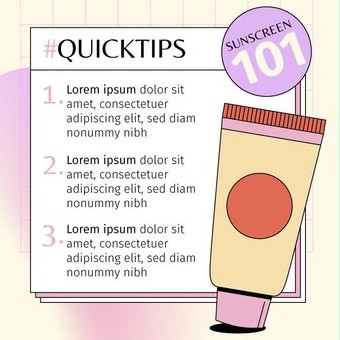 #QUICKTIPS
SUNSCREEN
101
1. Lorem ipsum dolor sit
amet, consectetuer
adipiscing elit, sed diam
nonummy nibh
2. Lorem ipsum dolor sit
amet, consectetuer
adipiscing elit, sed diam
nonummy nibh
3. Lorem ipsum dolor sit
amet, consectetuer
adipiscing elit, sed diam
nonummy nibh